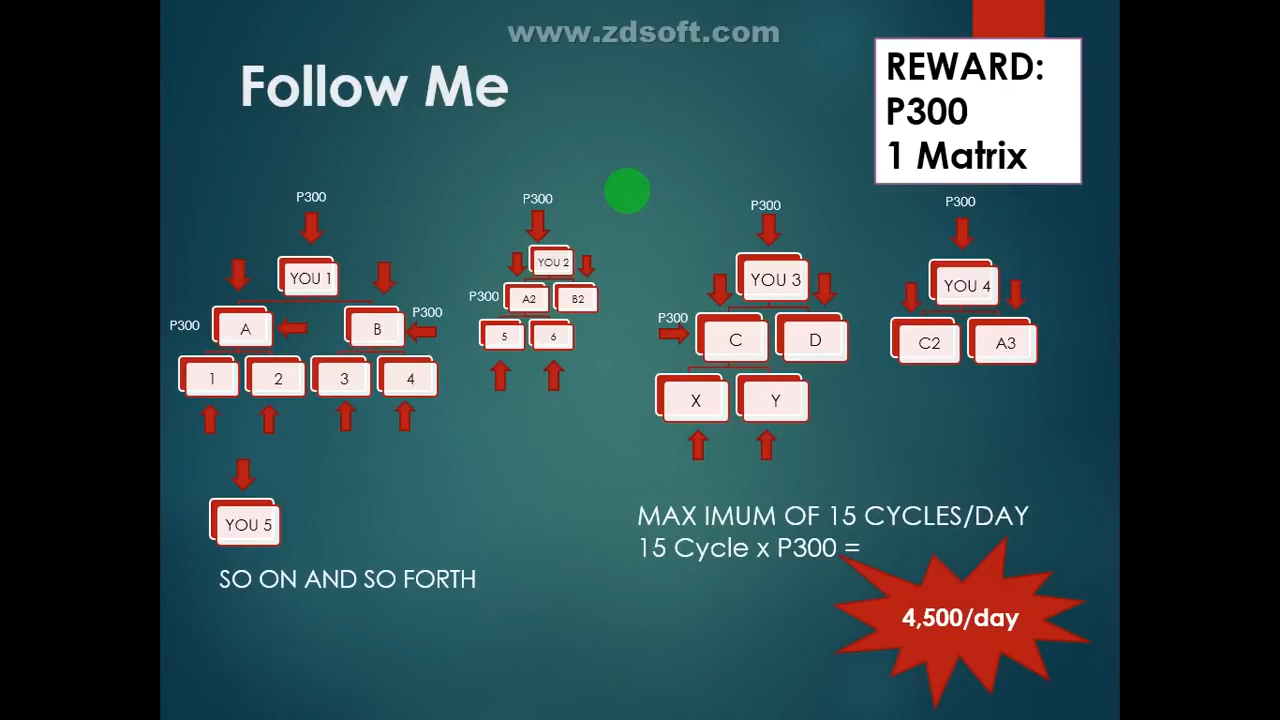 www.zdsoft.com
Follow Me
REWARD:
P300
1 Matrix
P300
YOU 1
P300
A
B
P300
1
2
3
4
YOU 5
SO ON AND SO FORTH
P300
YOU 2
P300
A2
B2
5
6
P300
YOU 3
P300
C
D
X
Y
P300
YOU 4
C2
A3
MAX IMUM OF 15 CYCLES/DAY
15 Cycle x P300 =
4,500/day